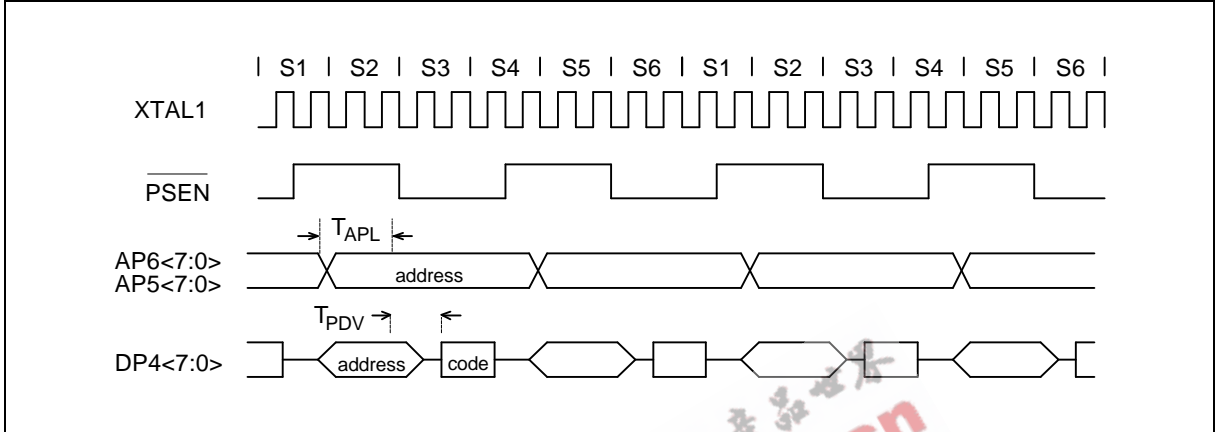 | S1 | S2 | S3 | S4 | S5 | S6 | S1 | S2 | S3 | S4 | S5 | S6 |
XTAL1
PSEN
TAPL
AP6<7:0>
AP5<7:0>
address
TPDV
DP4<7:0>
address
code